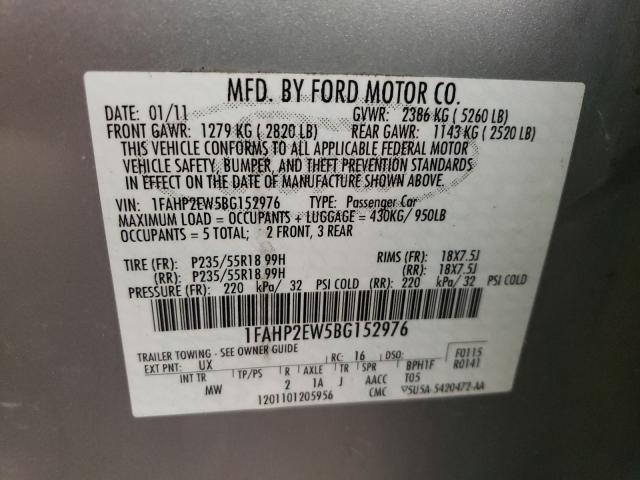 MFD. BY FORD MOTOR CO.
DATE: 01/11 GVWR: 2386 KG ( 5260 LB)
FRONT GAWR: 1279 KG ( 2820 LB) REAR GAWR: 1143 KG ( 2520 LB)
THIS VEHICLE CONFORMS TO ALL APPLICABLE FEDERAL MOTOR
VEHICLE SAFETY, BUMPER, AND THEFT PREVENTION STANDARDS
IN EFFECT ON THE DATE OF MANUFACTURE SHOWN ABOVE.
VIN: 1FAHP2EW5BG152976 TYPE: Passenger Car
MAXIMUM LOAD = OCCUPANTS + LUGGAGE = 430KG/ 950LB
OCCUPANTS = 5 TOTAL; 2 FRONT, 3 REAR
TIRE (FR): P235/55R18 99H RIMS (FR): 18X7.5J
(RR): P235/55R18 99H (RR): 18X7.5J
PRESSURE (FR): 220 kPa/ 32 PSI COLD (RR): 220 kPa/ 32 PSI COLD
1FAHP2EW5BG152976
TRAILER TOWING - SEE OWNER GUIDE
EXT PNT: UX RC: 16 DSO: F0115
INT TR TP/PS R AXLE TR SPR BPH1F R0141
MW 2 1A J AACC T05
1201101205956 CMC 5U5A-5420472-AA